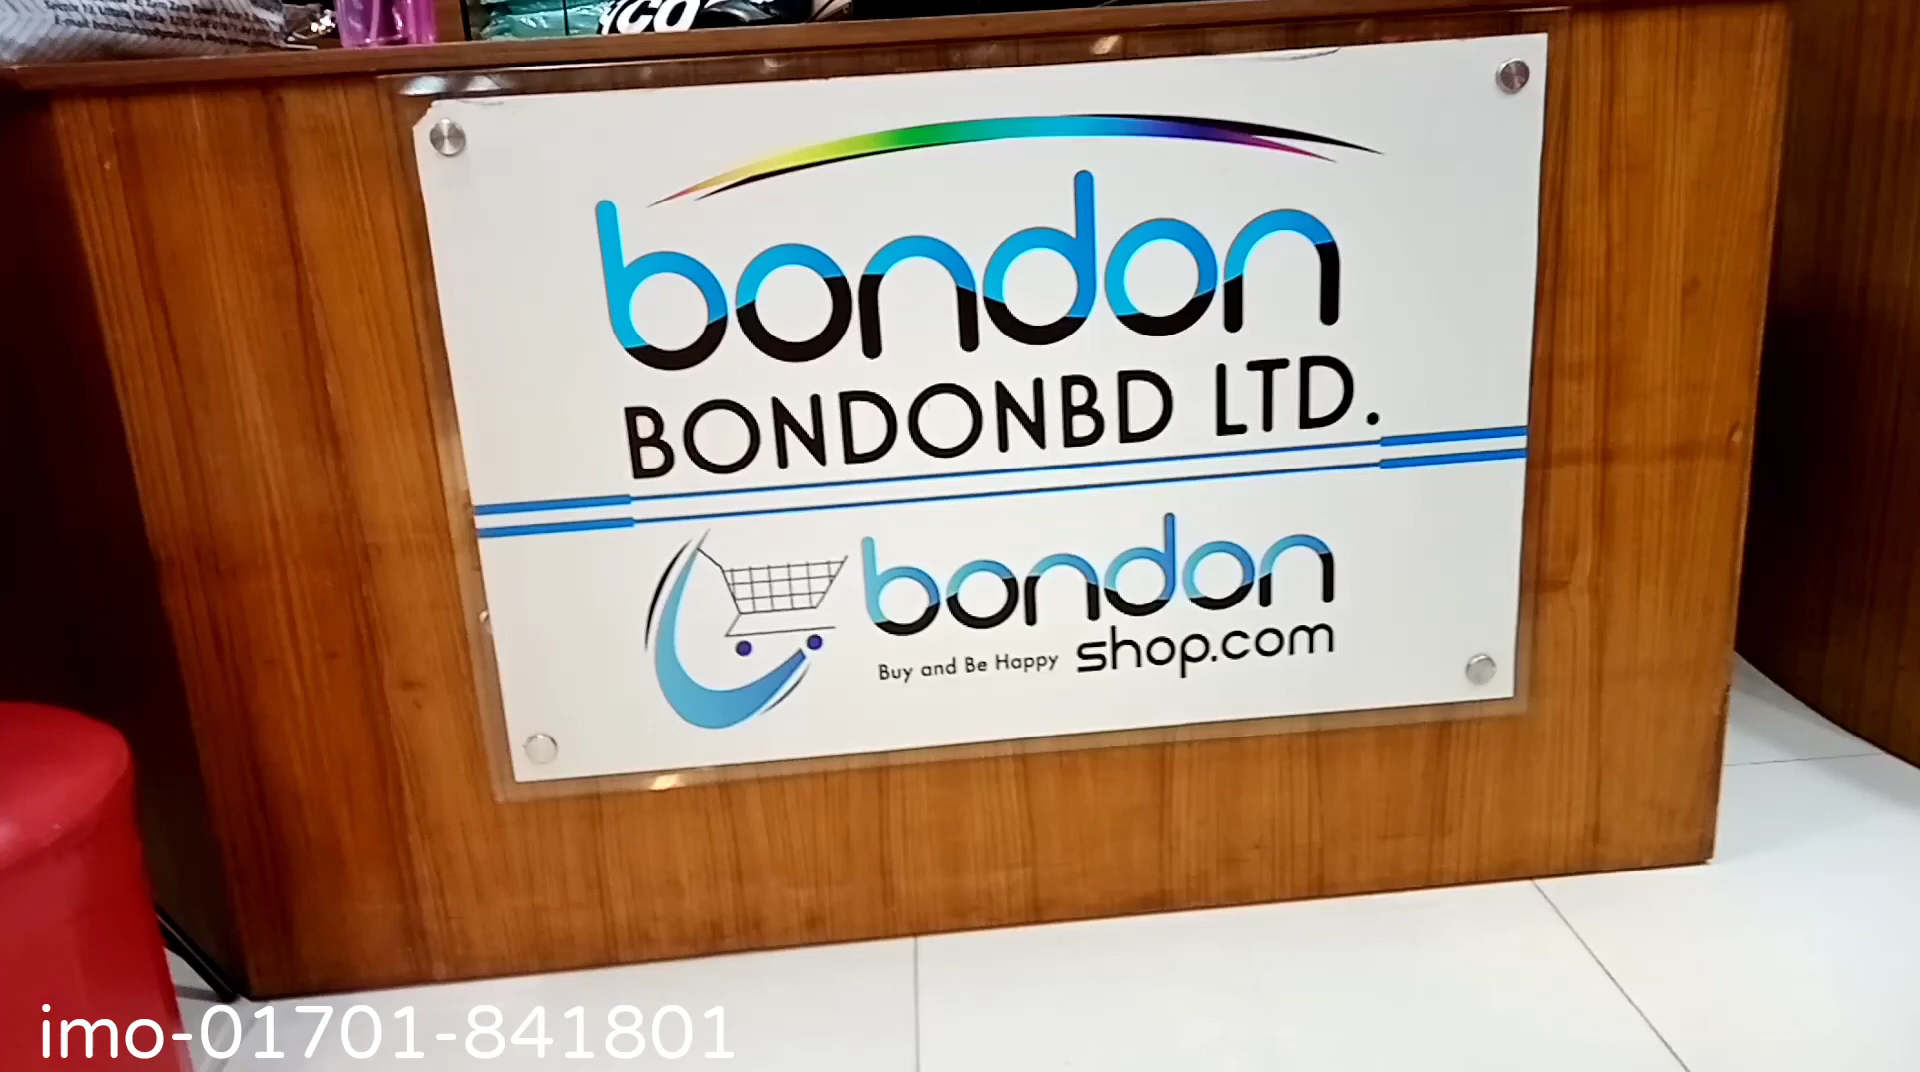 bondon
BONDONBD LTD.
bondon
Buy and Be Happy shop.com
imo-01701-841801